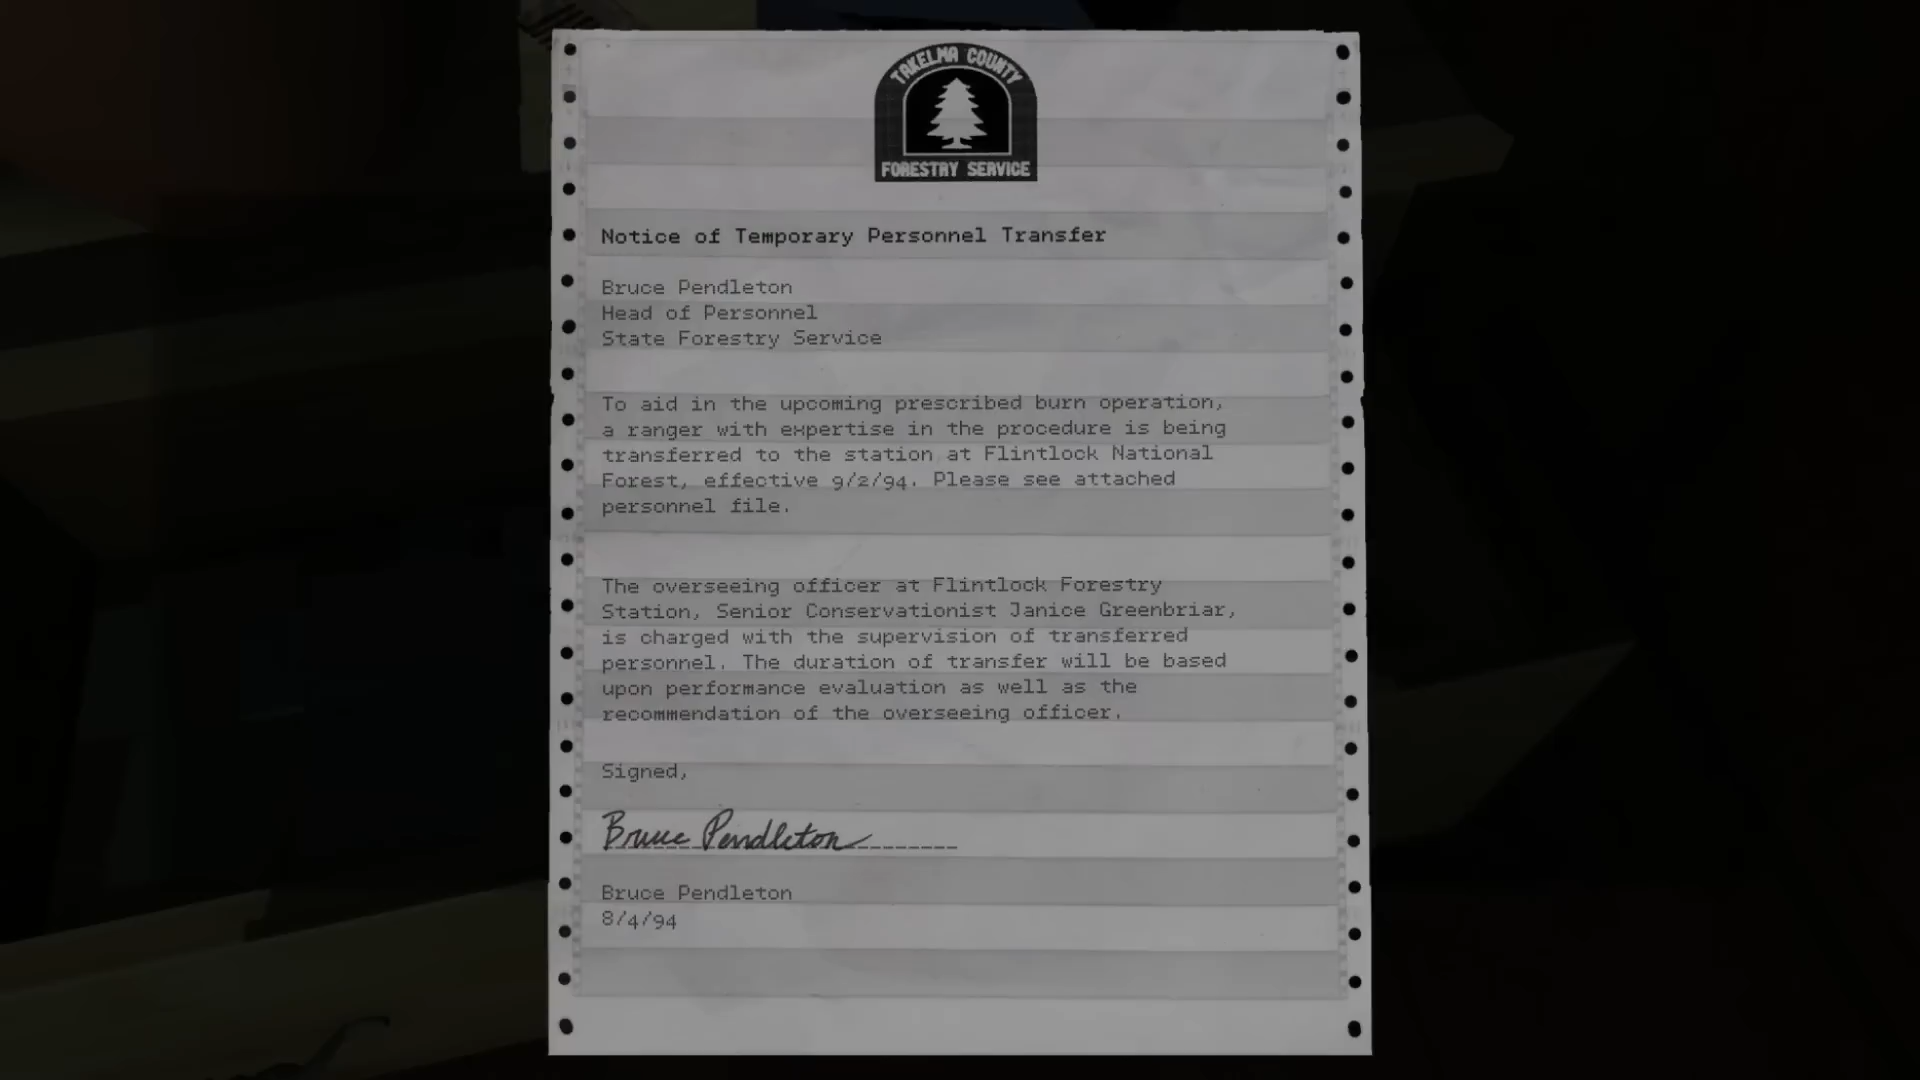 TAKELMA COUNTY
FORESTRY SERVICE
Notice of Temporary Personnel Transfer
Bruce Pendleton
Head of Personnel
State Forestry Service
To aid in the upcoming prescribed burn operation,
a ranger with expertise in the procedure is being
transferred to the station at Flintlock National
Forest, effective 9/2/94. Please see attached
personnel file.
The overseeing officer at Flintlock Forestry
Station, Senior Conservationist Janice Greenbriar,
is charged with the supervision of transferred
personnel. The duration of transfer will be based
upon performance evaluation as well as the
recommendation of the overseeing officer.
Signed,
Bruce Pendleton
Bruce Pendleton
8/4/94